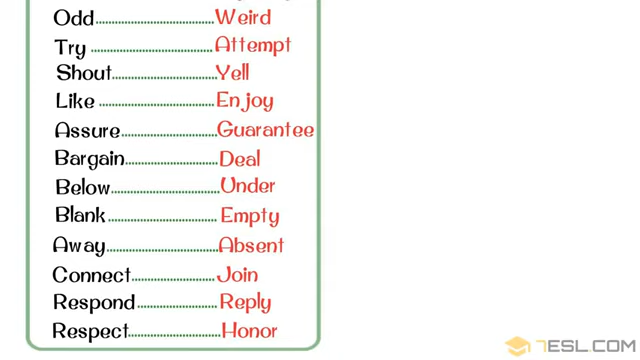 Odd........................Weird
Try........................Attempt
Shout........................Yell
Like........................Enjoy
Assure........................Guarantee
Bargain........................Deal
Below........................Under
Blank........................Empty
Away........................Absent
Connect........................Join
Respond........................Reply
Respect........................Honor
7ESL.COM